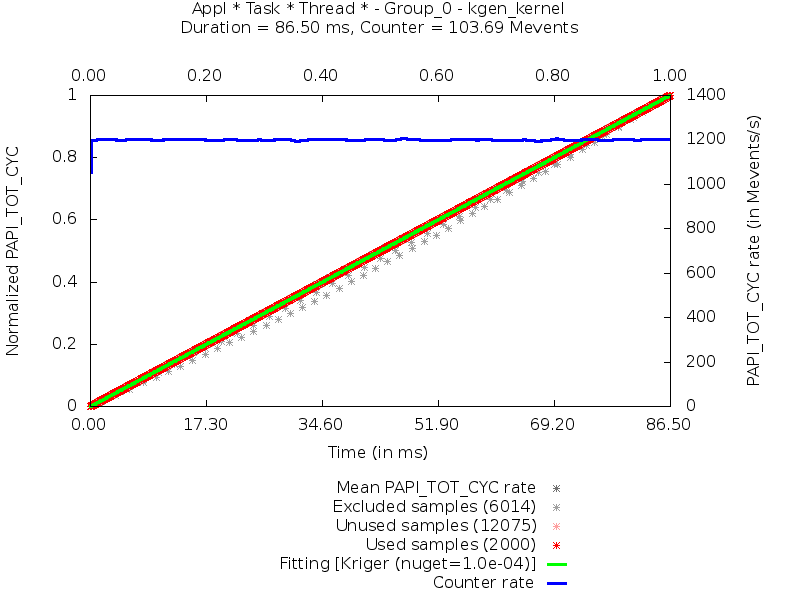 Appl * Task * Thread * - Group_0 - kgen_kernel
Duration = 86.50 ms, Counter = 103.69 Mevents
0.00 0.20 0.40 0.60 0.80 1.00
1 1400
1200
0.8
1000
0.6 800
600
0.4
400
0.2 200
0 0
Normalized PAPI_TOT_CYC
PAPI_TOT_CYC rate (in Mevents/s)
0.00 17.30 34.60 51.90 69.20 86.50
Time (in ms)
Mean PAPI_TOT_CYC rate
Excluded samples (6014)
Unused samples (12075)
Used samples (2000)
Fitting [Kriger (nuget=1.0e-04)]
Counter rate